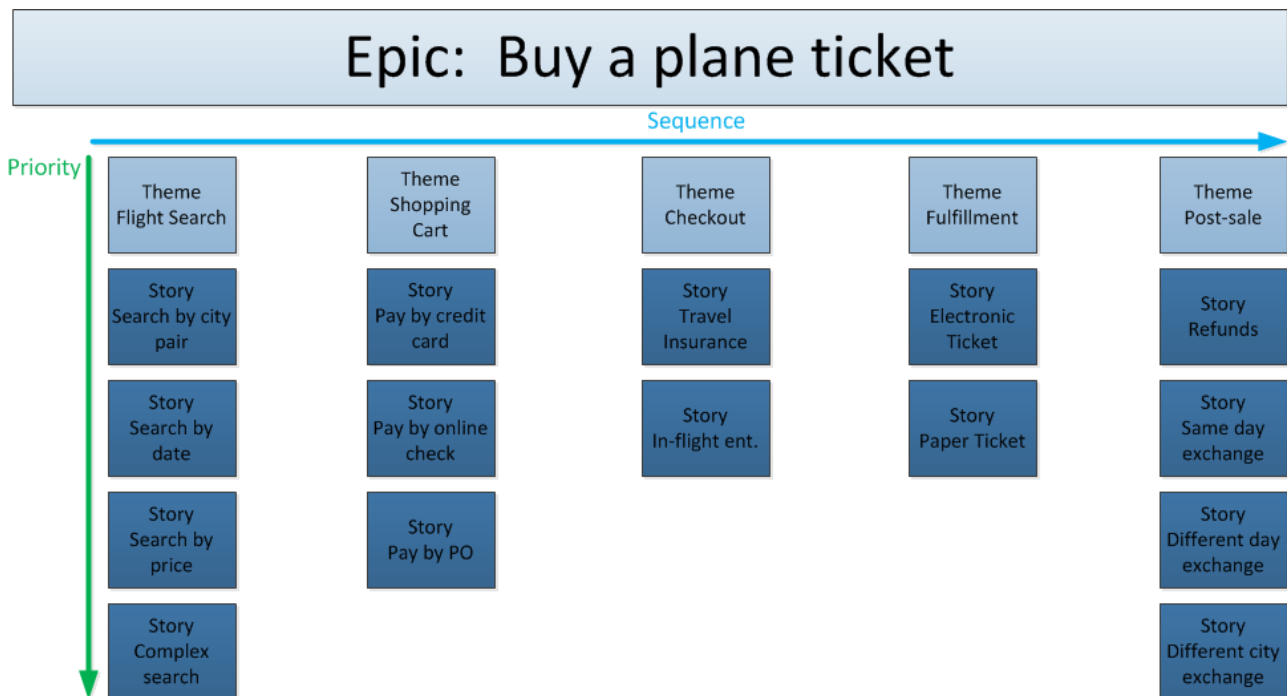 Epic:  Buy a plane ticket
Sequence
Priority
Theme
Flight Search
Theme
Shopping
Cart
Theme
Checkout
Theme
Fulfillment
Theme
Post-sale
Story
Search by city
pair
Story
Pay by credit
card
Story
Travel
Insurance
Story
Electronic
Ticket
Story
Refunds
Story
Search by
date
Story
Pay by online
check
Story
In-flight ent.
Story
Paper Ticket
Story
Same day
exchange
Story
Search by
price
Story
Pay by PO
Story
Different day
exchange
Story
Complex
search
Story
Different city
exchange